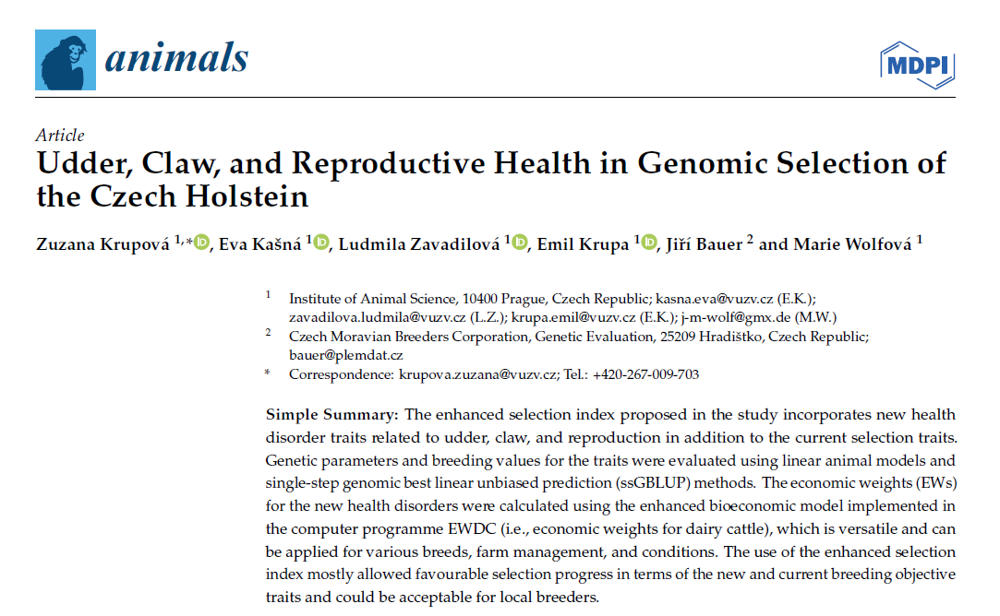 animals
MDPI
Article
Udder, Claw, and Reproductive Health in Genomic Selection of
the Czech Holstein
Zuzana Krupová 1,*iD, Eva Kašná 1iD, Ludmila Zavadilová 1iD, Emil Krupa 1iD, Jiří Bauer 2 and Marie Wolfová 1
1 Institute of Animal Science, 10400 Prague, Czech Republic; kasna.eva@vuzv.cz (E.K.);
zavadilova.ludmila@vuzv.cz (L.Z.); krupa.emil@vuzv.cz (E.K.); j-m-wolf@gmx.de (M.W.)
2 Czech Moravian Breeders Corporation, Genetic Evaluation, 25209 Hradištko, Czech Republic;
bauer@plemdat.cz
* Correspondence: krupova.zuzana@vuzv.cz; Tel.: +420-267-009-703
Simple Summary: The enhanced selection index proposed in the study incorporates new health
disorder traits related to udder, claw, and reproduction in addition to the current selection traits.
Genetic parameters and breeding values for the traits were evaluated using linear animal models and
single-step genomic best linear unbiased prediction (ssGBLUP) methods. The economic weights (EWs)
for the new health disorders were calculated using the enhanced bioeconomic model implemented in
the computer programme EWDC (i.e., economic weights for dairy cattle), which is versatile and can
be applied for various breeds, farm management, and conditions. The use of the enhanced selection
index mostly allowed favourable selection progress in terms of the new and current breeding objective
traits and could be acceptable for local breeders.